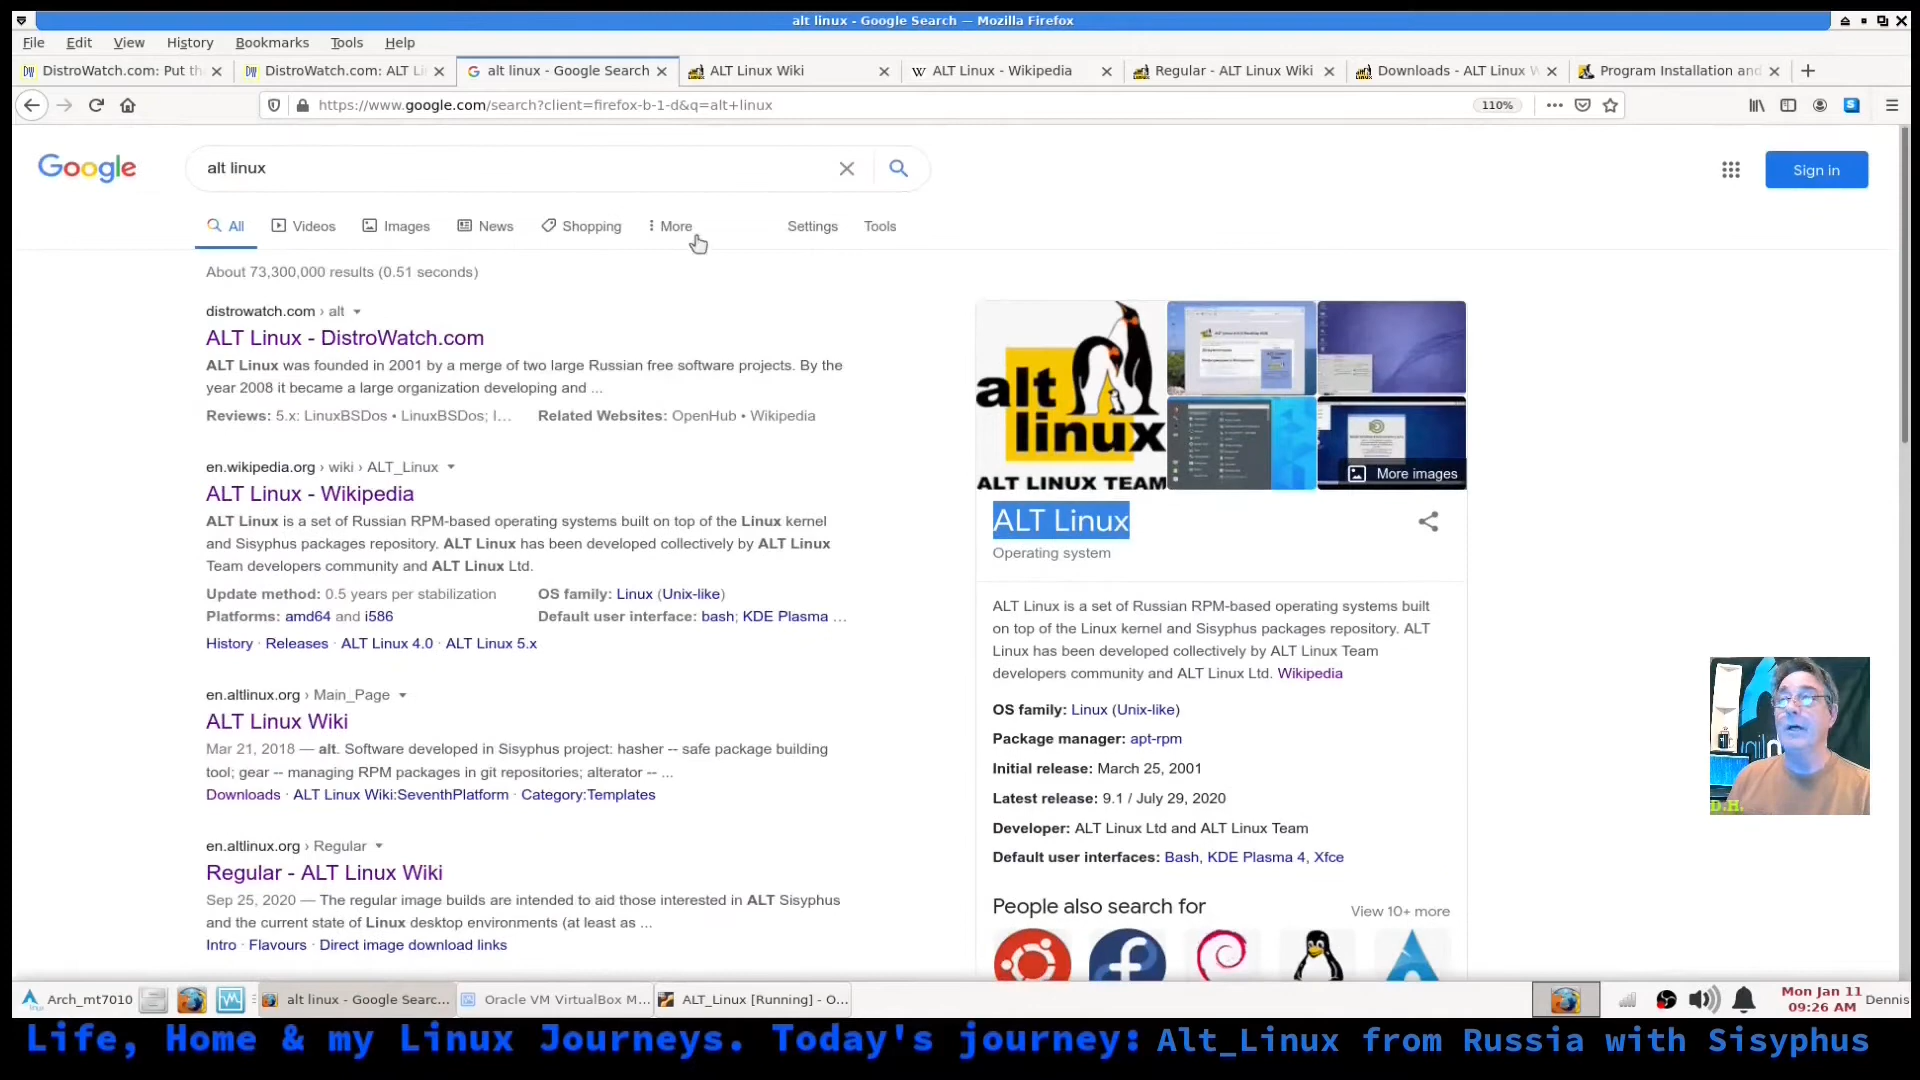 alt linux - Google Search — Mozilla Firefox
File Edit View History Bookmarks Tools Help
DistroWatch.com: Put th
DistroWatch.com: ALT Li
alt linux - Google Search
ALT Linux Wiki
ALT Linux - Wikipedia
Regular - ALT Linux Wiki
Downloads - ALT Linux W
Program Installation and
https://www.google.com/search?client=firefox-b-1-d&q=alt+linux
110%
Google
alt linux
Sign in
All Videos Images News Shopping More Settings Tools
About 73,300,000 results (0.51 seconds)
distrowatch.com › alt
ALT Linux - DistroWatch.com
ALT Linux was founded in 2001 by a merge of two large Russian free software projects. By the
year 2008 it became a large organization developing and ...
Reviews: 5.x: LinuxBSDos • LinuxBSDos; I... Related Websites: OpenHub • Wikipedia
en.wikipedia.org › wiki › ALT_Linux
ALT Linux - Wikipedia
ALT Linux is a set of Russian RPM-based operating systems built on top of the Linux kernel
and Sisyphus packages repository. ALT Linux has been developed collectively by ALT Linux
Team developers community and ALT Linux Ltd.
Update method: 0.5 years per stabilization OS family: Linux (Unix-like)
Platforms: amd64 and i586 Default user interface: bash; KDE Plasma ...
History · Releases · ALT Linux 4.0 · ALT Linux 5.x
en.altlinux.org › Main_Page
ALT Linux Wiki
Mar 21, 2018 — alt. Software developed in Sisyphus project: hasher -- safe package building
tool; gear -- managing RPM packages in git repositories; alterator -- ...
Downloads · ALT Linux Wiki:SeventhPlatform · Category:Templates
en.altlinux.org › Regular
Regular - ALT Linux Wiki
Sep 25, 2020 — The regular image builds are intended to aid those interested in ALT Sisyphus
and the current state of Linux desktop environments (at least as ...
Intro · Flavours · Direct image download links
alt
linux
ALT LINUX TEAM
More images
ALT Linux
Operating system
ALT Linux is a set of Russian RPM-based operating systems built
on top of the Linux kernel and Sisyphus packages repository. ALT
Linux has been developed collectively by ALT Linux Team
developers community and ALT Linux Ltd. Wikipedia
OS family: Linux (Unix-like)
Package manager: apt-rpm
Initial release: March 25, 2001
Latest release: 9.1 / July 29, 2020
Developer: ALT Linux Ltd and ALT Linux Team
Default user interfaces: Bash, KDE Plasma 4, Xfce
People also search for
View 10+ more
D.H.
Arch_mt7010
alt linux - Google Searc...
Oracle VM VirtualBox M...
ALT_Linux [Running] - O...
Mon Jan 11
09:26 AM
Dennis
Life, Home & my Linux Journeys. Today's journey: Alt_Linux from Russia with Sisyphus